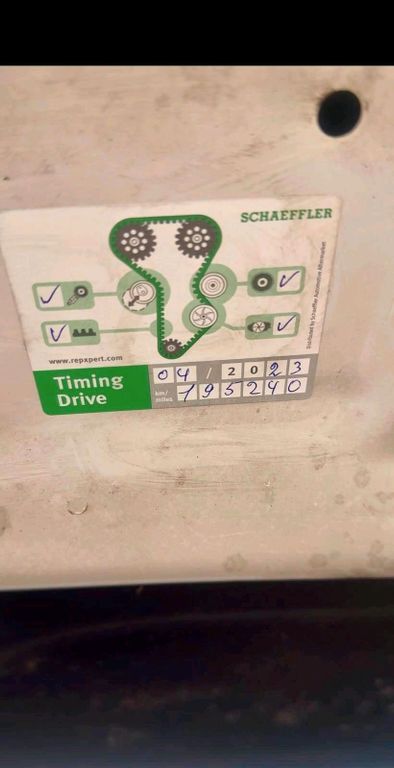 SCHAEFFLER
Distributed by Schaeffler Automotive Aftermarket
www.repxpert.com
Timing Drive
04/2023
km/miles 195240